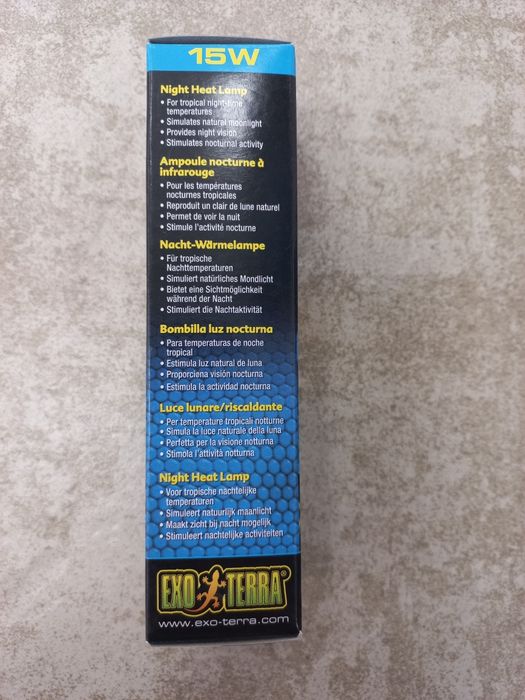 15W
Night Heat Lamp
• For tropical night-time
temperatures
• Simulates natural moonlight
• Provides night vision
• Stimulates nocturnal activity
Ampoule nocturne à
infrarouge
• Pour les températures
nocturnes tropicales
• Reproduit un clair de lune naturel
• Permet de voir la nuit
• Stimule l'activité nocturne
Nacht-Wärmelampe
• Für tropische
Nachttemperaturen
• Simuliert natürliches Mondlicht
• Bietet eine Sichtmöglichkeit
während der Nacht
• Stimuliert die Nachtaktivität
Bombilla luz nocturna
• Para temperaturas de noche
tropical
• Estimula luz natural de luna
• Proporciona visión nocturna
• Estimula la actividad nocturna
Luce lunare/riscaldante
• Per temperature tropicali notturne
• Simula la luce naturale della luna
• Perfetta per la visione notturna
• Stimola l'attività notturna
Night Heat Lamp
• Voor tropische nachtelijke
temperaturen
• Simuleert natuurlijk maanlicht
• Maakt zicht bij nacht mogelijk
• Stimuleert nachtelijke activiteiten
EXO TERRA®
www.exo-terra.com